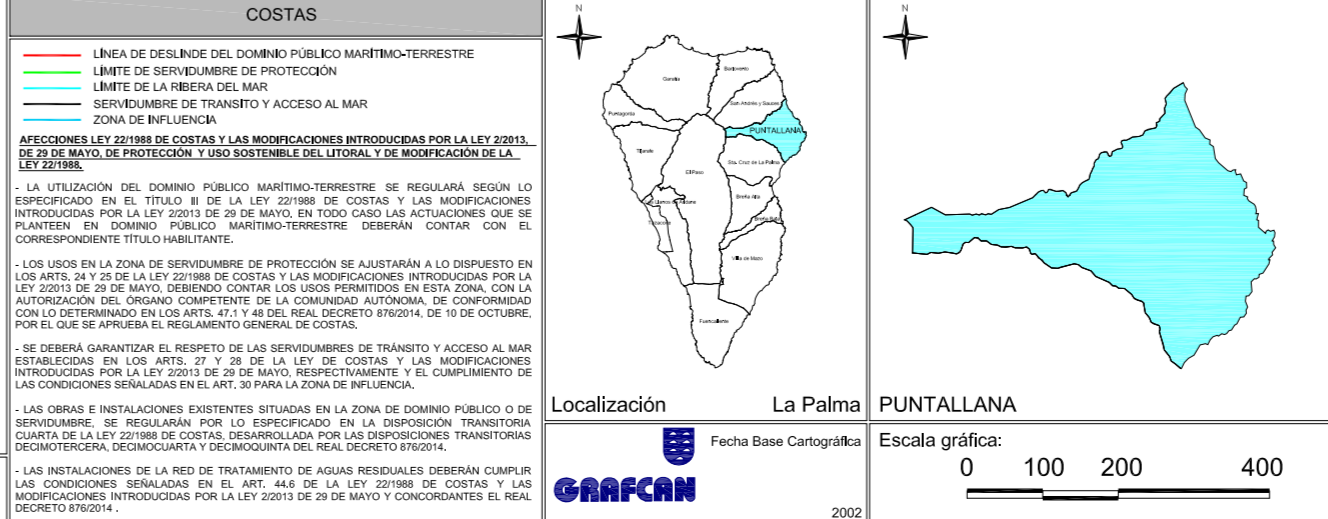 COSTAS
LÍNEA DE DESLINDE DEL DOMINIO PÚBLICO MARÍTIMO-TERRESTRE
LÍMITE DE SERVIDUMBRE DE PROTECCIÓN
LÍMITE DE LA RIBERA DEL MAR
SERVIDUMBRE DE TRANSITO Y ACCESO AL MAR
ZONA DE INFLUENCIA
AFECCIONES LEY 22/1988 DE COSTAS Y LAS MODIFICACIONES INTRODUCIDAS POR LA LEY 2/2013,
DE 29 DE MAYO, DE PROTECCIÓN Y USO SOSTENIBLE DEL LITORAL Y DE MODIFICACIÓN DE LA
LEY 22/1988.
- LA UTILIZACIÓN DEL DOMINIO PÚBLICO MARÍTIMO-TERRESTRE SE REGULARÁ SEGÚN LO
ESPECIFICADO EN EL TÍTULO III DE LA LEY 22/1988 DE COSTAS Y LAS MODIFICACIONES
INTRODUCIDAS POR LA LEY 2/2013 DE 29 DE MAYO, EN TODO CASO LAS ACTUACIONES QUE SE
PLANTEEN EN DOMINIO PÚBLICO MARÍTIMO-TERRESTRE DEBERÁN CONTAR CON EL
CORRESPONDIENTE TÍTULO HABILITANTE.
- LOS USOS EN LA ZONA DE SERVIDUMBRE DE PROTECCIÓN SE AJUSTARÁN A LO DISPUESTO EN
LOS ARTS. 24 Y 25 DE LA LEY 22/1988 DE COSTAS Y LAS MODIFICACIONES INTRODUCIDAS POR LA
LEY 2/2013 DE 29 DE MAYO, DEBIENDO CONTAR LOS USOS PERMITIDOS EN ESTA ZONA, CON LA
AUTORIZACIÓN DEL ÓRGANO COMPETENTE DE LA COMUNIDAD AUTÓNOMA, DE CONFORMIDAD
CON LO DETERMINADO EN LOS ARTS. 47.1 Y 48 DEL REAL DECRETO 876/2014, DE 10 DE OCTUBRE,
POR EL QUE SE APRUEBA EL REGLAMENTO GENERAL DE COSTAS.
- SE DEBERÁ GARANTIZAR EL RESPETO DE LAS SERVIDUMBRES DE TRÁNSITO Y ACCESO AL MAR
ESTABLECIDAS EN LOS ARTS. 27 Y 28 DE LA LEY DE COSTAS Y LAS MODIFICACIONES
INTRODUCIDAS POR LA LEY 2/2013 DE 29 DE MAYO, RESPECTIVAMENTE Y EL CUMPLIMIENTO DE
LAS CONDICIONES SEÑALADAS EN EL ART. 30 PARA LA ZONA DE INFLUENCIA.
- LAS OBRAS E INSTALACIONES EXISTENTES SITUADAS EN LA ZONA DE DOMINIO PÚBLICO O DE
SERVIDUMBRE, SE REGULARÁN POR LO ESPECIFICADO EN LA DISPOSICIÓN TRANSITORIA
CUARTA DE LA LEY 22/1988 DE COSTAS, DESARROLLADA POR LAS DISPOSICIONES TRANSITORIAS
DECIMOTERCERA, DECIMOCUARTA Y DECIMOQUINTA DEL REAL DECRETO 876/2014.
- LAS INSTALACIONES DE LA RED DE TRATAMIENTO DE AGUAS RESIDUALES DEBERÁN CUMPLIR
LAS CONDICIONES SEÑALADAS EN EL ART. 44.6 DE LA LEY 22/1988 DE COSTAS Y LAS
MODIFICACIONES INTRODUCIDAS POR LA LEY 2/2013 DE 29 DE MAYO Y CONCORDANTES EL REAL
DECRETO 876/2014 .
N
Garafía
Barlovento
San Andrés y Sauces
Puntagorda
PUNTALLANA
Tijarafe
Sta. Cruz de La Palma
El Paso
Breña Alta
Los Llanos de Aridane
Breña Baja
Tazacorte
Villa de Mazo
Fuencaliente
Localización La Palma
N
PUNTALLANA
GRAFCAN
Fecha Base Cartográfica
2002
Escala gráfica:
0 100 200 400